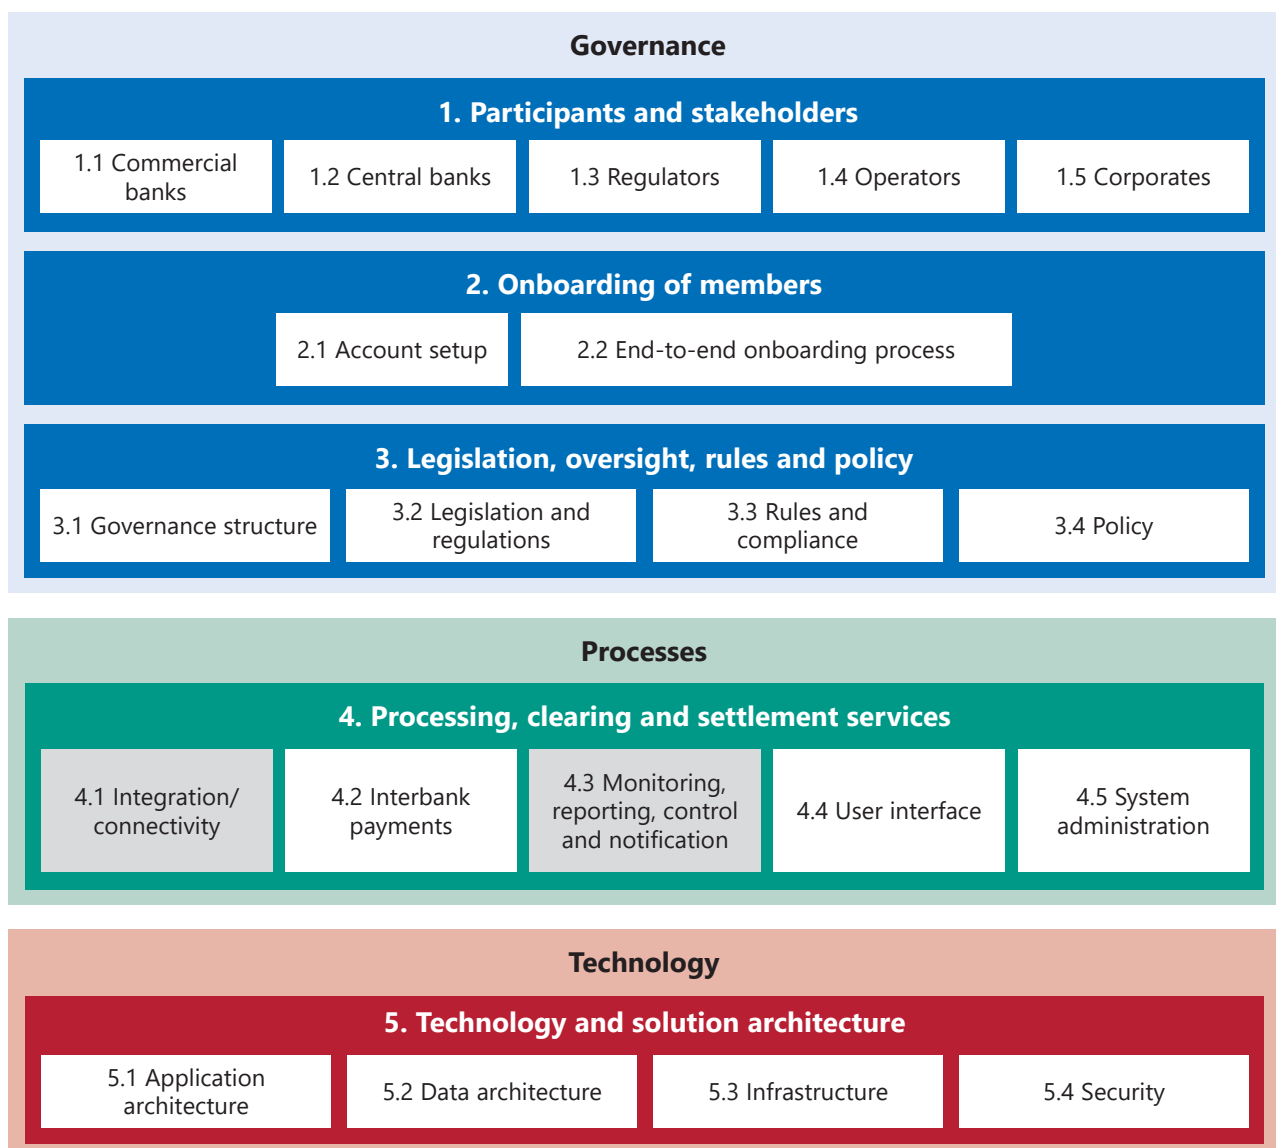 Governance
1. Participants and stakeholders
1.1 Commercial
banks
1.2 Central banks
1.3 Regulators
1.4 Operators
1.5 Corporates
2. Onboarding of members
2.1 Account setup
2.2 End-to-end onboarding process
3. Legislation, oversight, rules and policy
3.1 Governance structure
3.2 Legislation and
regulations
3.3 Rules and
compliance
3.4 Policy
Processes
4. Processing, clearing and settlement services
4.1 Integration/
connectivity
4.2 Interbank
payments
4.3 Monitoring,
reporting, control
and notification
4.4 User interface
4.5 System
administration
Technology
5. Technology and solution architecture
5.1 Application
architecture
5.2 Data architecture
5.3 Infrastructure
5.4 Security